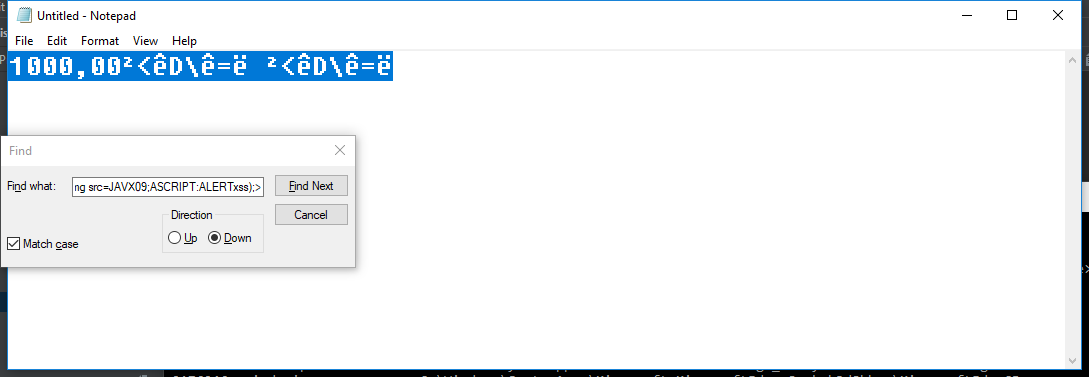 Untitled - Notepad
File Edit Format View Help
1000,00²<êD\ê=ë ²<êD\ê=ë
Find
Find what: ng src=JAVX09;ASCRIPT:ALERTxss);> Find Next
Direction Cancel
Up Down
Match case